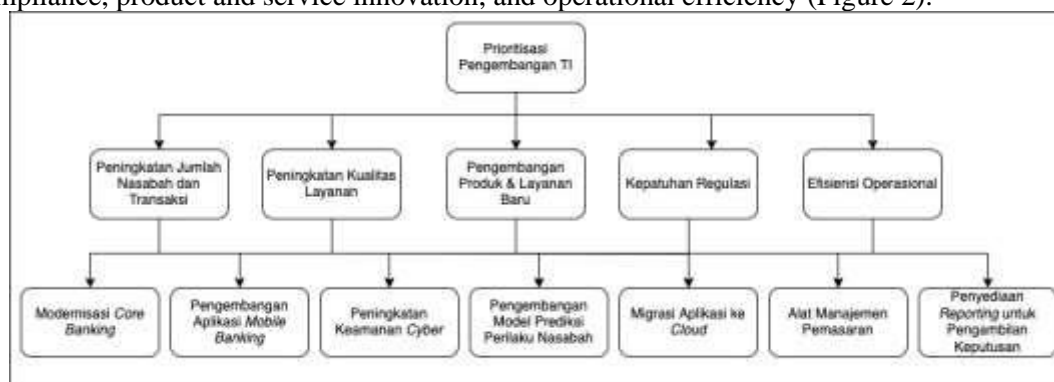 mpliance, product and service innovation, and operational efficiency (Figure 2).
Prioritisasi
Pengembangan TI
Peningkatan Jumlah
Nasabah dan
Transaksi
Peningkatan Kualitas
Layanan
Pengembangan
Produk & Layanan
Baru
Kepatuhan Regulasi
Efisiensi Operasional
Modernisasi Core
Banking
Pengembangan
Aplikasi Mobile
Banking
Peningkatan
Keamanan Cyber
Pengembangan
Model Prediksi
Perilaku Nasabah
Migrasi Aplikasi ke
Cloud
Alat Manajemen
Pemasaran
Penyediaan
Reporting untuk
Pengambilan
Keputusan